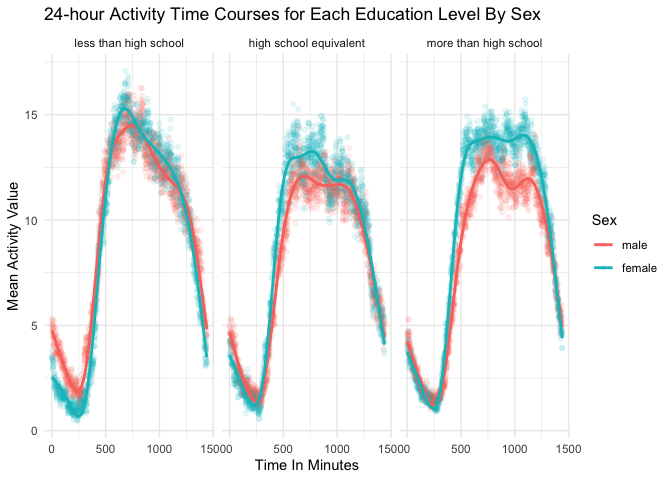 24-hour Activity Time Courses for Each Education Level By Sex
less than high school
high school equivalent
more than high school
15
10
5
0
Mean Activity Value
0 500 1000 1500
0 500 1000 1500
0 500 1000 1500
Time In Minutes
Sex
male
female